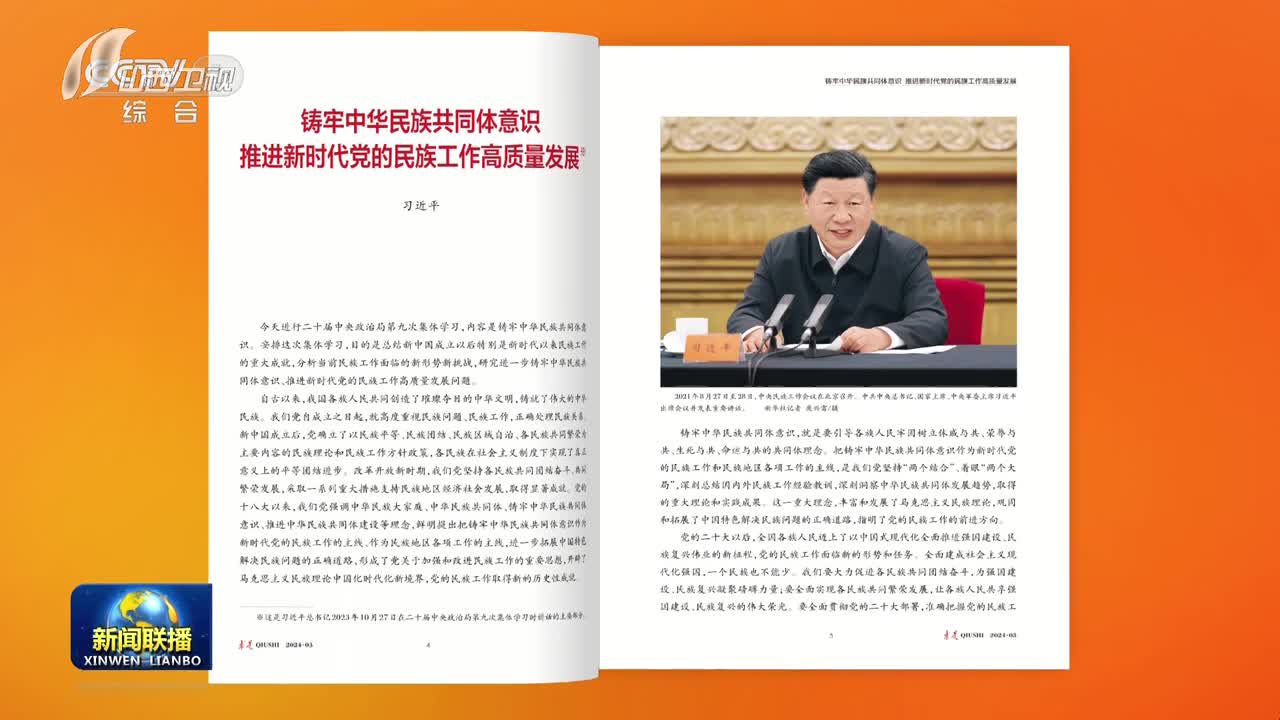 山西卫视
综合
铸牢中华民族共同体意识
推进新时代党的民族工作高质量发展※
习近平
今天进行二十届中央政治局第九次集体学习，内容是铸牢中华民族共同体意
识。安排这次集体学习，目的是总结新中国成立以后特别是新时代以来民族工作
的重大成就，分析当前民族工作面临的新形势新挑战，研究进一步铸牢中华民族共
同体意识、推进新时代党的民族工作高质量发展问题。
自古以来，我国各族人民共同创造了璀璨夺目的中华文明，铸就了伟大的中华
民族。我们党自成立之日起，就高度重视民族问题、民族工作，正确处理民族关系。
新中国成立后，党确立了以民族平等、民族团结、民族区域自治、各民族共同繁荣为
主要内容的民族理论和民族工作方针政策，各民族在社会主义制度下实现了真正
意义上的平等团结进步。改革开放新时期，我们党坚持各民族共同团结奋斗、共同
繁荣发展，采取一系列重大措施支持民族地区经济社会发展，取得显著成就。党的
十八大以来，我们党强调中华民族大家庭、中华民族共同体、铸牢中华民族共同体
意识、推进中华民族共同体建设等理念，鲜明提出把铸牢中华民族共同体意识作为
新时代党的民族工作的主线、作为民族地区各项工作的主线，进一步拓展中国特色
解决民族问题的正确道路，形成了党关于加强和改进民族工作的重要思想，开辟了
马克思主义民族理论中国化时代化新境界，党的民族工作取得新的历史性成就。
※这是习近平总书记2023年10月27日在二十届中央政治局第九次集体学习时讲话的主要部分。
求是 QIUSHI 2024·03
4
铸牢中华民族共同体意识 推进新时代党的民族工作高质量发展
习近平
2021年8月27日至28日，中央民族工作会议在北京召开。中共中央总书记、国家主席、中央军委主席习近平
出席会议并发表重要讲话。 新华社记者 庞兴雷/摄
铸牢中华民族共同体意识，就是要引导各族人民牢固树立休戚与共、荣辱与
共、生死与共、命运与共的共同体理念。把铸牢中华民族共同体意识作为新时代党
的民族工作和民族地区各项工作的主线，是我们党坚持“两个结合”、着眼“两个大
局”，深刻总结国内外民族工作经验教训，深刻洞察中华民族共同体发展趋势，取得
的重大理论和实践成果。这一重大理念，丰富和发展了马克思主义民族理论，巩固
和拓展了中国特色解决民族问题的正确道路，指明了党的民族工作的前进方向。
党的二十大以后，全国各族人民迈上了以中国式现代化全面推进强国建设、民
族复兴伟业的新征程，党的民族工作面临新的形势和任务。全面建成社会主义现
代化强国，一个民族也不能少。我们要大力促进各民族共同团结奋斗，为强国建
设、民族复兴凝聚磅礴力量；要全面实现各民族共同繁荣发展，让各族人民共享强
国建设、民族复兴的伟大荣光。要全面贯彻党的二十大部署，准确把握党的民族工
5
求是 QIUSHI 2024·03
新闻联播
XINWEN LIANBO